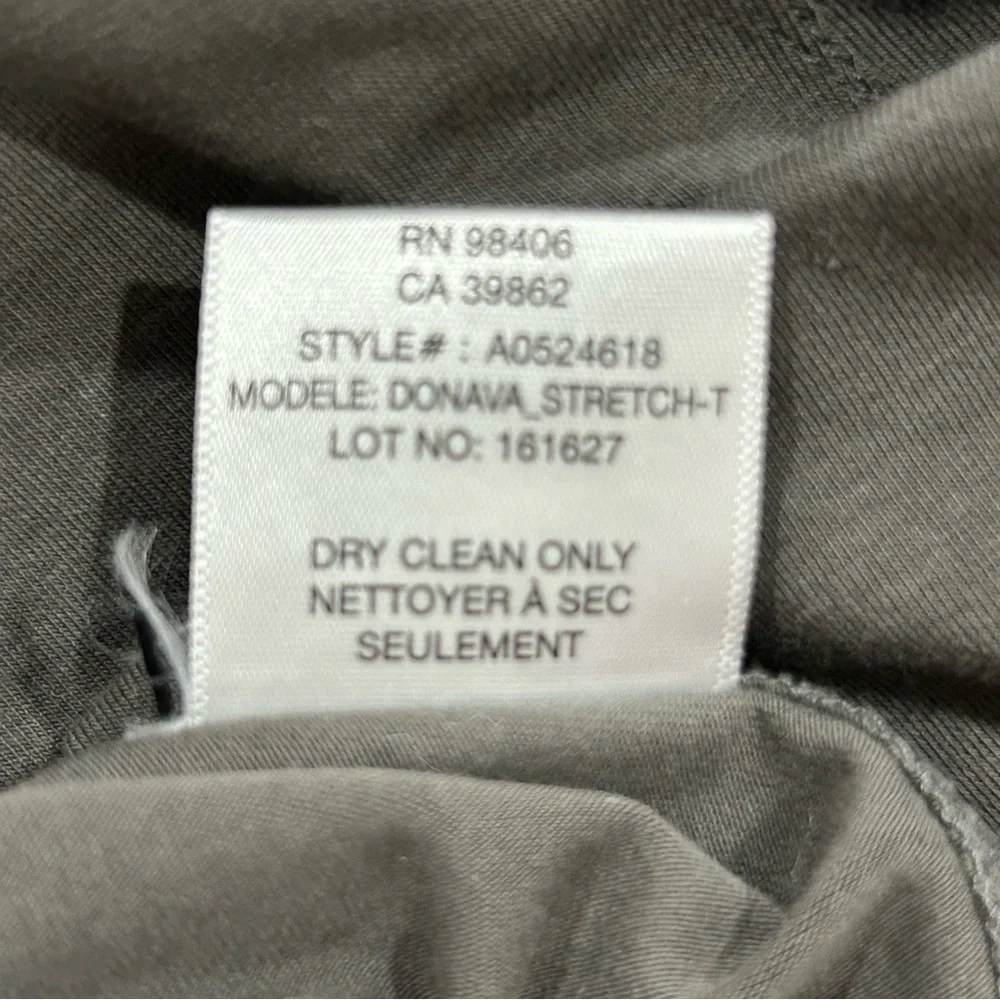 RN 98406
CA 39862
STYLE# : A0524618
MODELE: DONAVA_STRETCH-T
LOT NO: 161627
DRY CLEAN ONLY
NETTOYER À SEC
SEULEMENT